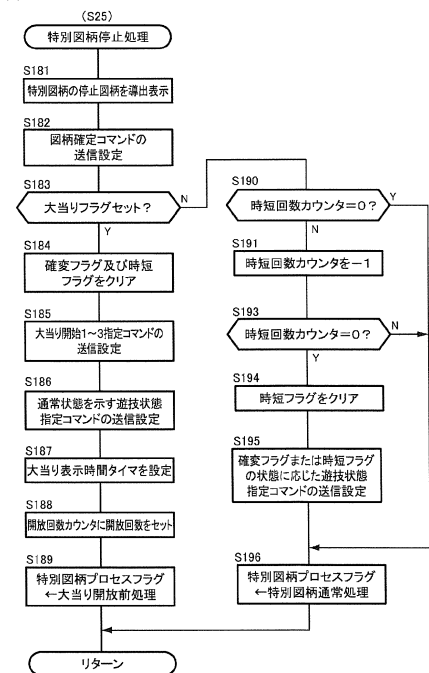 (S25)
特別図柄停止処理
S181
特別図柄の停止図柄を導出表示
S182
図柄確定コマンドの
送信設定
S183
大当りフラグセット?
N
Y
S184
確変フラグ及び時短
フラグをクリア
S185
大当り開始1~3指定コマンドの
送信設定
S186
通常状態を示す遊技状態
指定コマンドの送信設定
S187
大当り表示時間タイマを設定
S188
開放回数カウンタに開放回数をセット
S189
特別図柄プロセスフラグ
←大当り開放前処理
リターン
S190
時短回数カウンタ=0?
Y
N
S191
時短回数カウンタを-1
S193
時短回数カウンタ=0?
N
Y
S194
時短フラグをクリア
S195
確変フラグまたは時短フラグ
の状態に応じた遊技状態
指定コマンドの送信設定
S196
特別図柄プロセスフラグ
←特別図柄通常処理